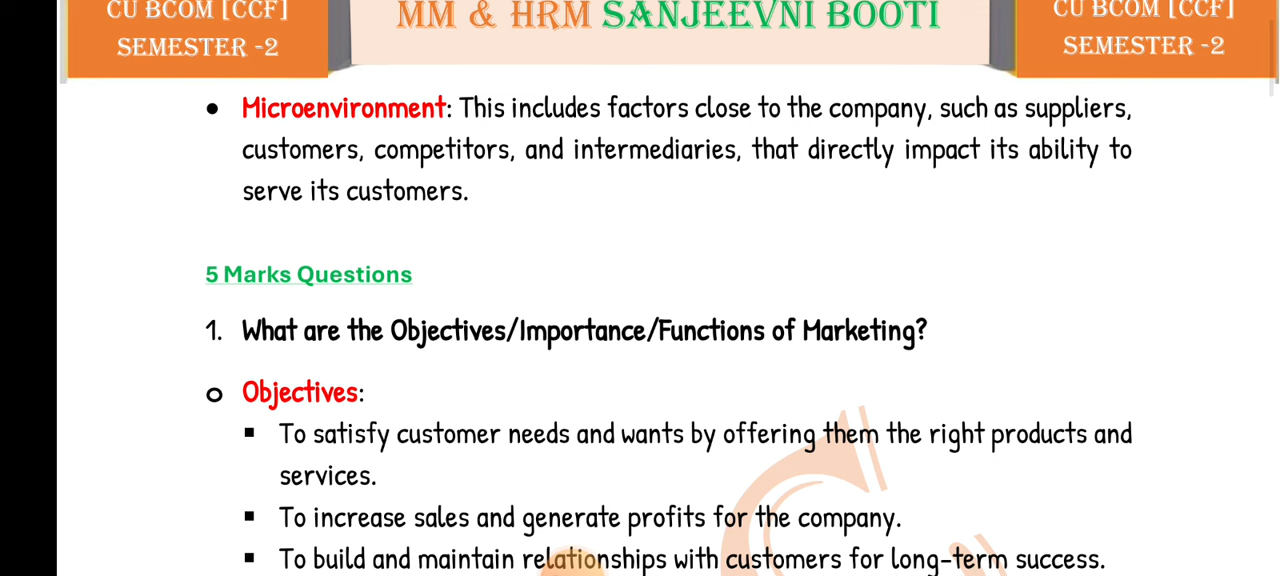 CU BCOM [CCF]
SEMESTER -2
MM & HRM SANJEEVNI BOOTI
CU BCOM [CCF]
SEMESTER -2
● Microenvironment: This includes factors close to the company, such as suppliers,
customers, competitors, and intermediaries, that directly impact its ability to
serve its customers.
5 Marks Questions
1. What are the Objectives/Importance/Functions of Marketing?
o Objectives:
▪ To satisfy customer needs and wants by offering them the right products and
services.
▪ To increase sales and generate profits for the company.
▪ To build and maintain relationships with customers for long-term success.